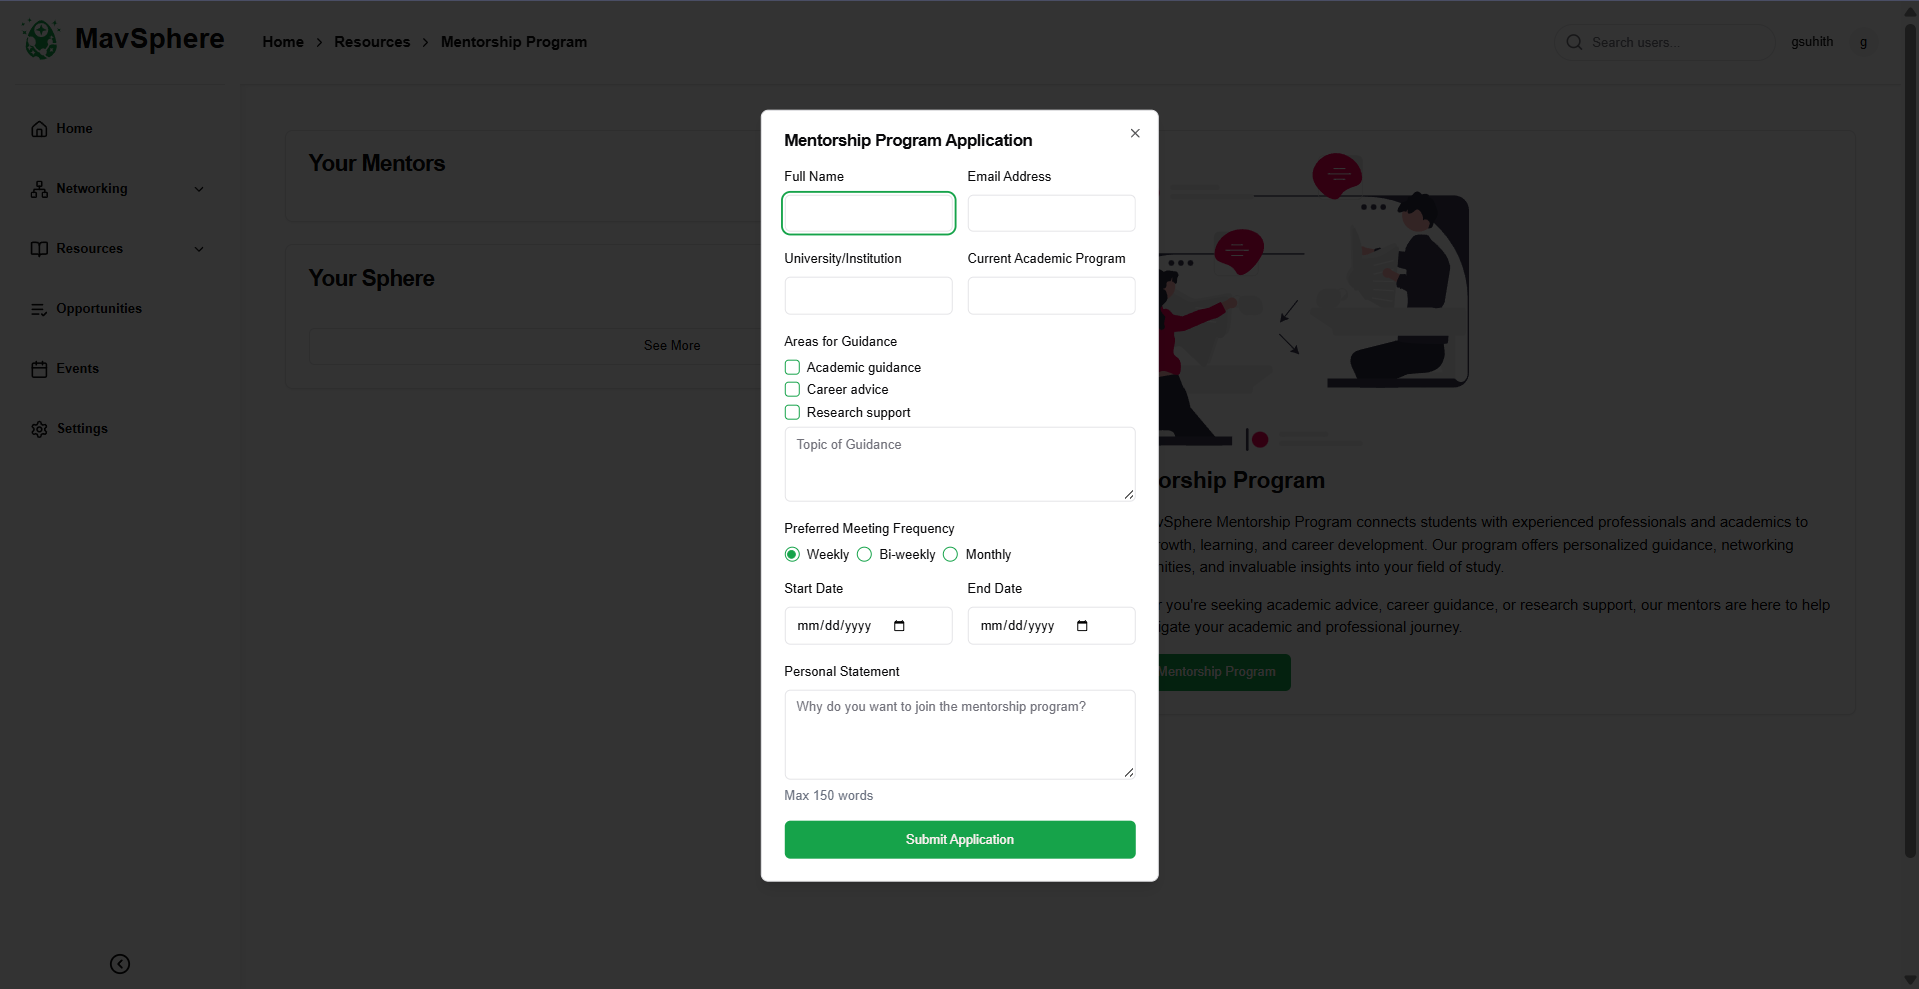 MavSphere
Home > Resources > Mentorship Program
Search users...
gsuhith
g
Home
Networking
Resources
Opportunities
Events
Settings
Your Mentors
Your Sphere
See More
Mentorship Program Application
Full Name
Email Address
University/Institution
Current Academic Program
Areas for Guidance
Academic guidance
Career advice
Research support
Topic of Guidance
Preferred Meeting Frequency
Weekly Bi-weekly Monthly
Start Date
End Date
mm/dd/yyyy
mm/dd/yyyy
Personal Statement
Why do you want to join the mentorship program?
Max 150 words
Submit Application
orship Program
vSphere Mentorship Program connects students with experienced professionals and academics to
owth, learning, and career development. Our program offers personalized guidance, networking
nities, and invaluable insights into your field of study.
r you're seeking academic advice, career guidance, or research support, our mentors are here to help
igate your academic and professional journey.
Mentorship Program